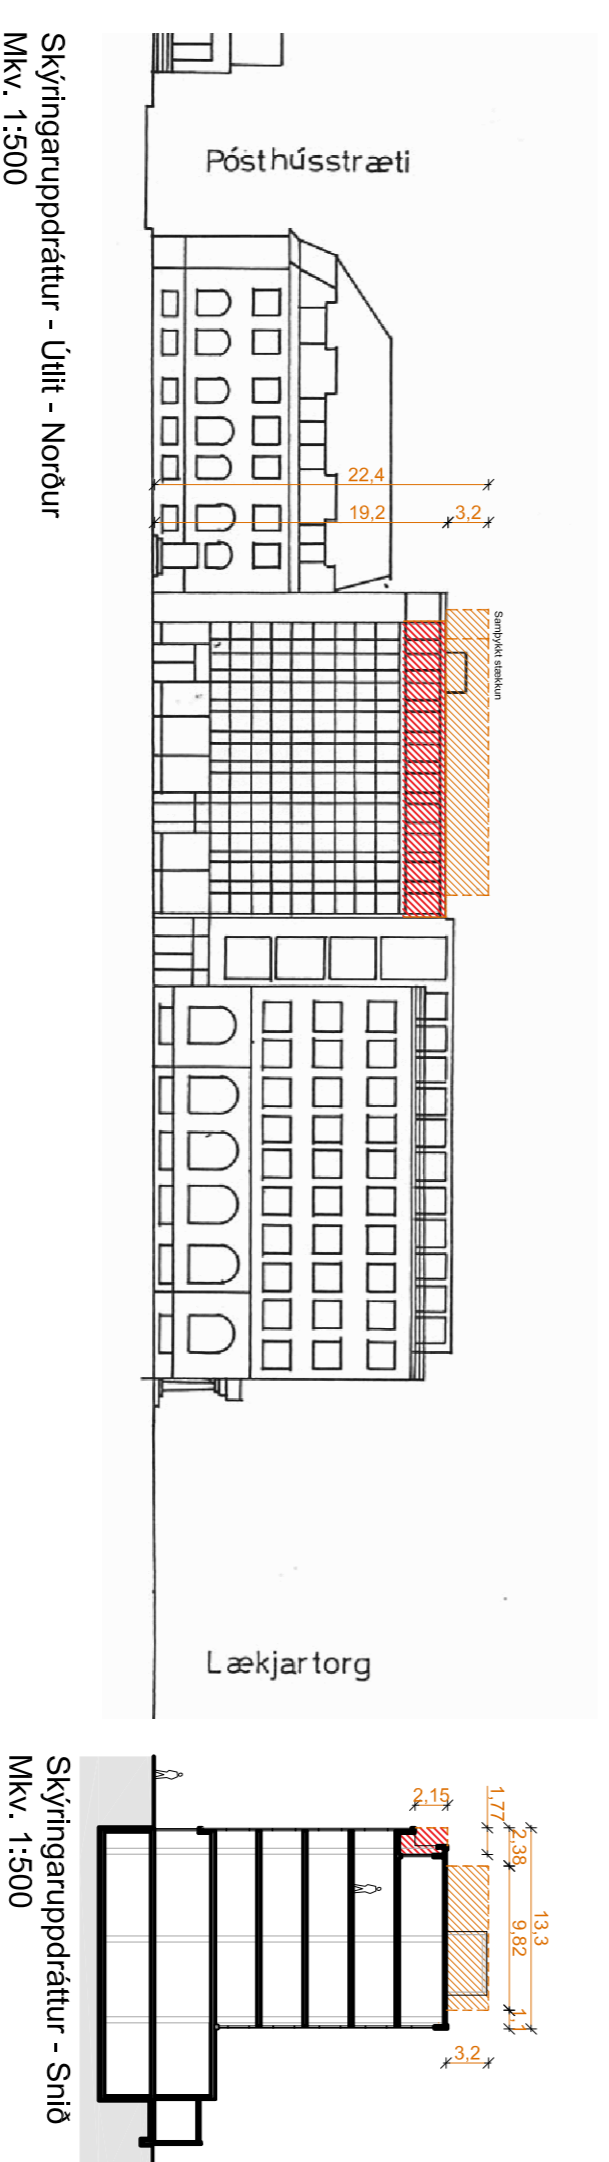 Pósthússtræti
22,4
19,2
3,2
Samþykkt stækkun
Lækjartorg
Skýringaruppdráttur - Útlit - Norður
Mkv. 1:500
2,15
1,77
2,38
9,82
13,3
3,2
Skýringaruppdráttur - Snið
Mkv. 1:500